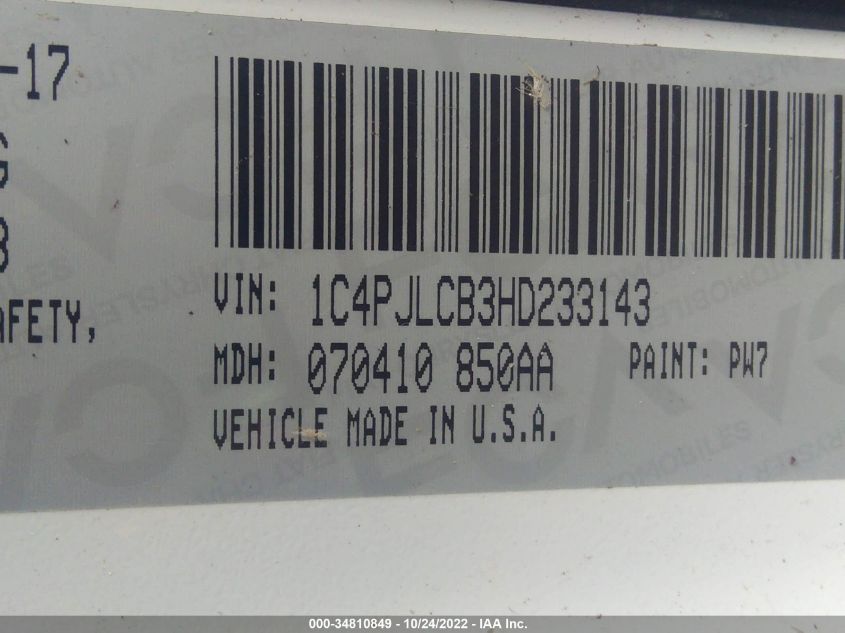 -17
G
8
AFETY,
VIN: 1C4PJLCB3HD233143
MDH: 070410 850AA PAINT: PW7
VEHICLE MADE IN U.S.A.
000-34810849 - 10/24/2022 - IAA Inc.